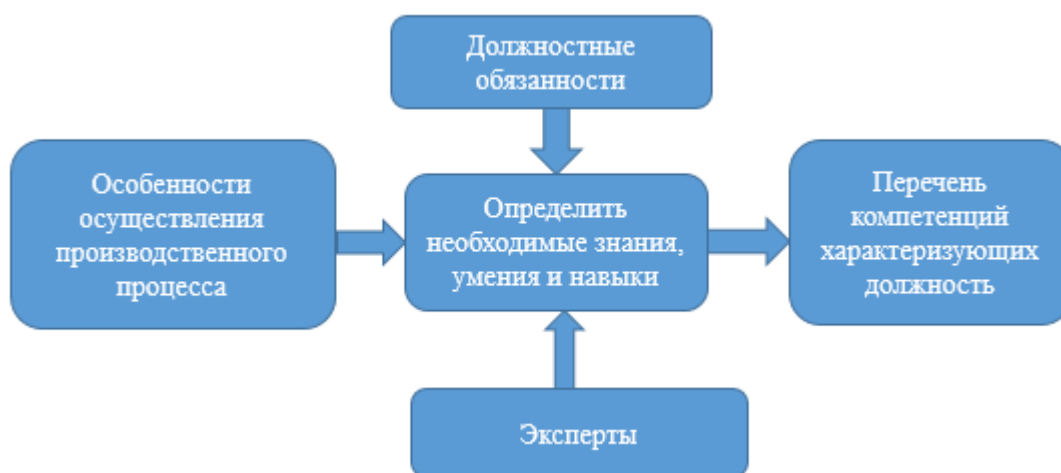 Должностные
обязанности
Особенности
осуществления
производственного
процесса
Определить
необходимые знания,
умения и навыки
Перечень
компетенций
характеризующих
должность
Эксперты